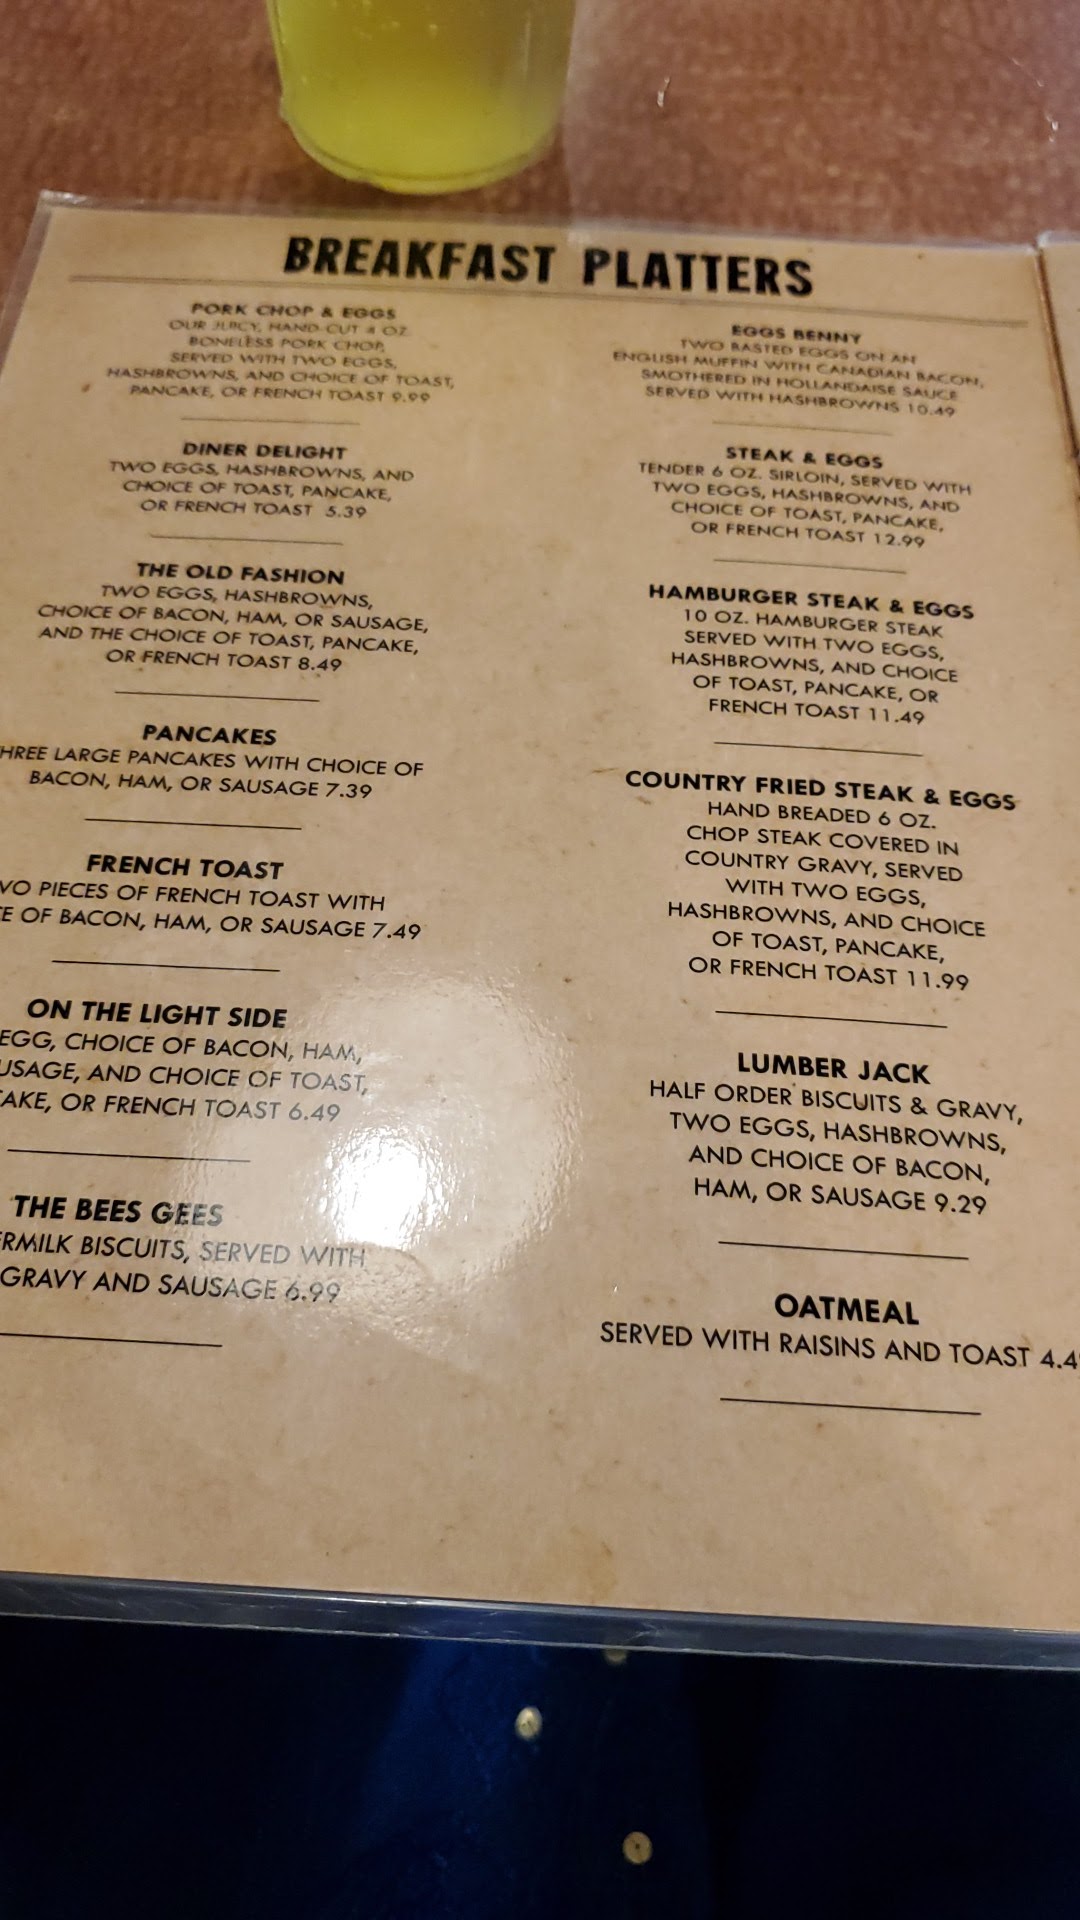 BREAKFAST PLATTERS
PORK CHOP & EGGS
OUR JUICY, HAND-CUT 4 OZ.
BONELESS PORK CHOP,
SERVED WITH TWO EGGS,
HASHBROWNS, AND CHOICE OF TOAST,
PANCAKE, OR FRENCH TOAST 9.99
DINER DELIGHT
TWO EGGS, HASHBROWNS, AND
CHOICE OF TOAST, PANCAKE,
OR FRENCH TOAST 5.39
THE OLD FASHION
TWO EGGS, HASHBROWNS,
CHOICE OF BACON, HAM, OR SAUSAGE,
AND THE CHOICE OF TOAST, PANCAKE,
OR FRENCH TOAST 8.49
PANCAKES
HREE LARGE PANCAKES WITH CHOICE OF
BACON, HAM, OR SAUSAGE 7.39
FRENCH TOAST
VO PIECES OF FRENCH TOAST WITH
CE OF BACON, HAM, OR SAUSAGE 7.49
ON THE LIGHT SIDE
EGG, CHOICE OF BACON, HAM,
USAGE, AND CHOICE OF TOAST,
CAKE, OR FRENCH TOAST 6.49
THE BEES GEES
ERMILK BISCUITS, SERVED WITH
GRAVY AND SAUSAGE 6.99
EGGS BENNY
TWO BASTED EGGS ON AN
ENGLISH MUFFIN WITH CANADIAN BACON,
SMOTHERED IN HOLLANDAISE SAUCE
SERVED WITH HASHBROWNS 10.49
STEAK & EGGS
TENDER 6 OZ. SIRLOIN, SERVED WITH
TWO EGGS, HASHBROWNS, AND
CHOICE OF TOAST, PANCAKE,
OR FRENCH TOAST 12.99
HAMBURGER STEAK & EGGS
10 OZ. HAMBURGER STEAK
SERVED WITH TWO EGGS,
HASHBROWNS, AND CHOICE
OF TOAST, PANCAKE, OR
FRENCH TOAST 11.49
COUNTRY FRIED STEAK & EGGS
HAND BREADED 6 OZ.
CHOP STEAK COVERED IN
COUNTRY GRAVY, SERVED
WITH TWO EGGS,
HASHBROWNS, AND CHOICE
OF TOAST, PANCAKE,
OR FRENCH TOAST 11.99
LUMBER JACK
HALF ORDER BISCUITS & GRAVY,
TWO EGGS, HASHBROWNS,
AND CHOICE OF BACON,
HAM, OR SAUSAGE 9.29
OATMEAL
SERVED WITH RAISINS AND TOAST 4.4